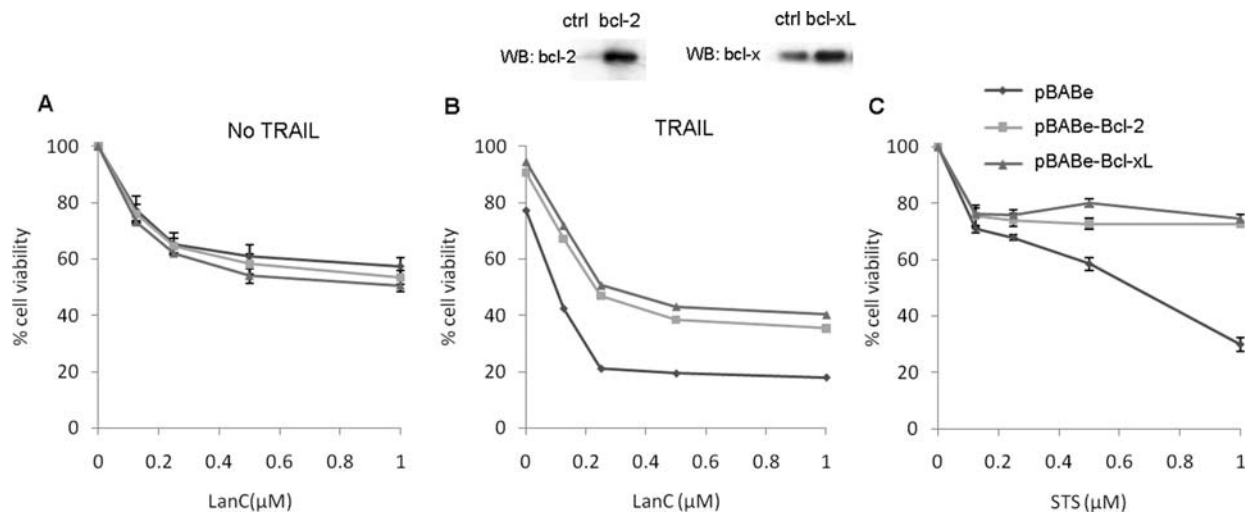 ctrl bcl-2
WB: bcl-2
ctrl bcl-xL
WB: bcl-x
A
No TRAIL
% cell viability
100
80
60
40
20
0
0 0.2 0.4 0.6 0.8 1
LanC(µM)
B
TRAIL
% cell viability
100
80
60
40
20
0
0 0.2 0.4 0.6 0.8 1
LanC(µM)
C
pBABe
pBABe-Bcl-2
pBABe-Bcl-xL
% cell viability
100
80
60
40
20
0
0 0.2 0.4 0.6 0.8 1
STS (µM)